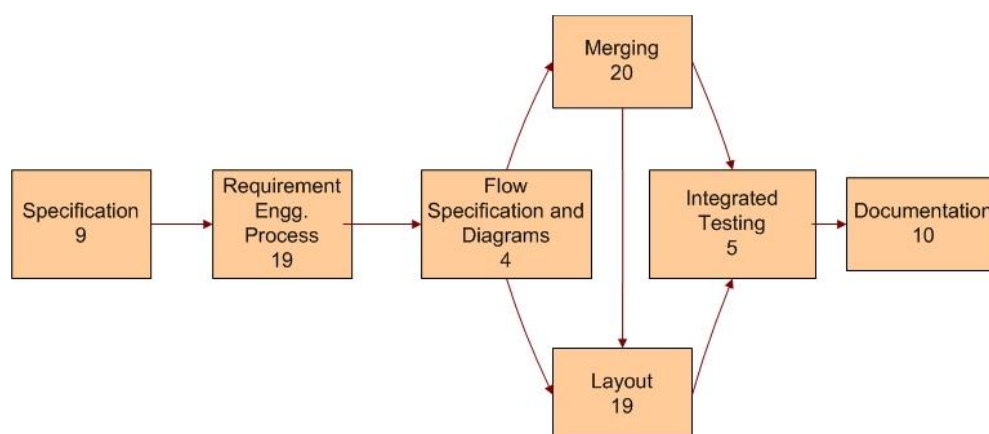 Specification
9
Requirement
Engg.
Process
19
Flow
Specification and
Diagrams
4
Merging
20
Layout
19
Integrated
Testing
5
Documentation
10